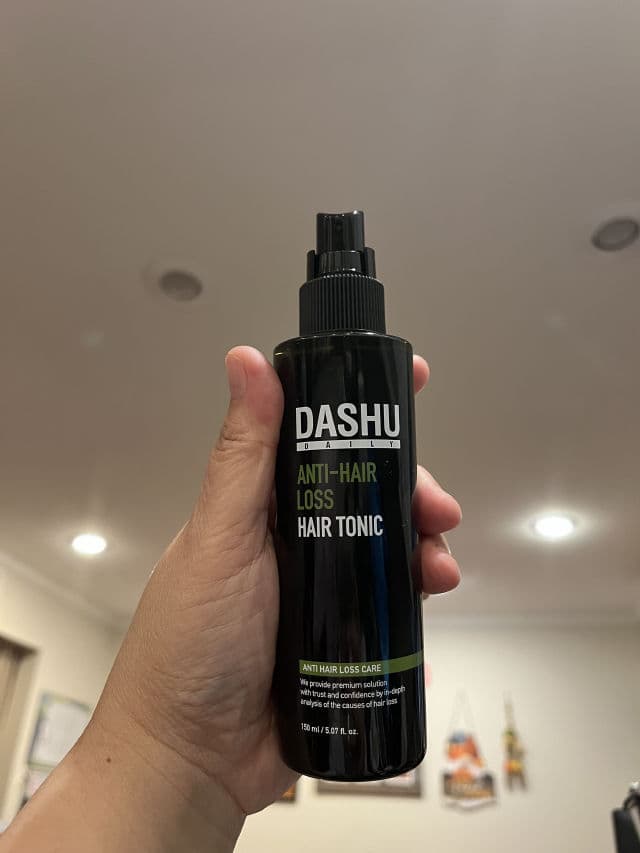 DASHU
DAILY
ANTI-HAIR
LOSS
HAIR TONIC
ANTI HAIR LOSS CARE
We provide premium solution
with trust and confidence by in-depth
analysis of the causes of hair loss
150 ml / 5.07 fl. oz.